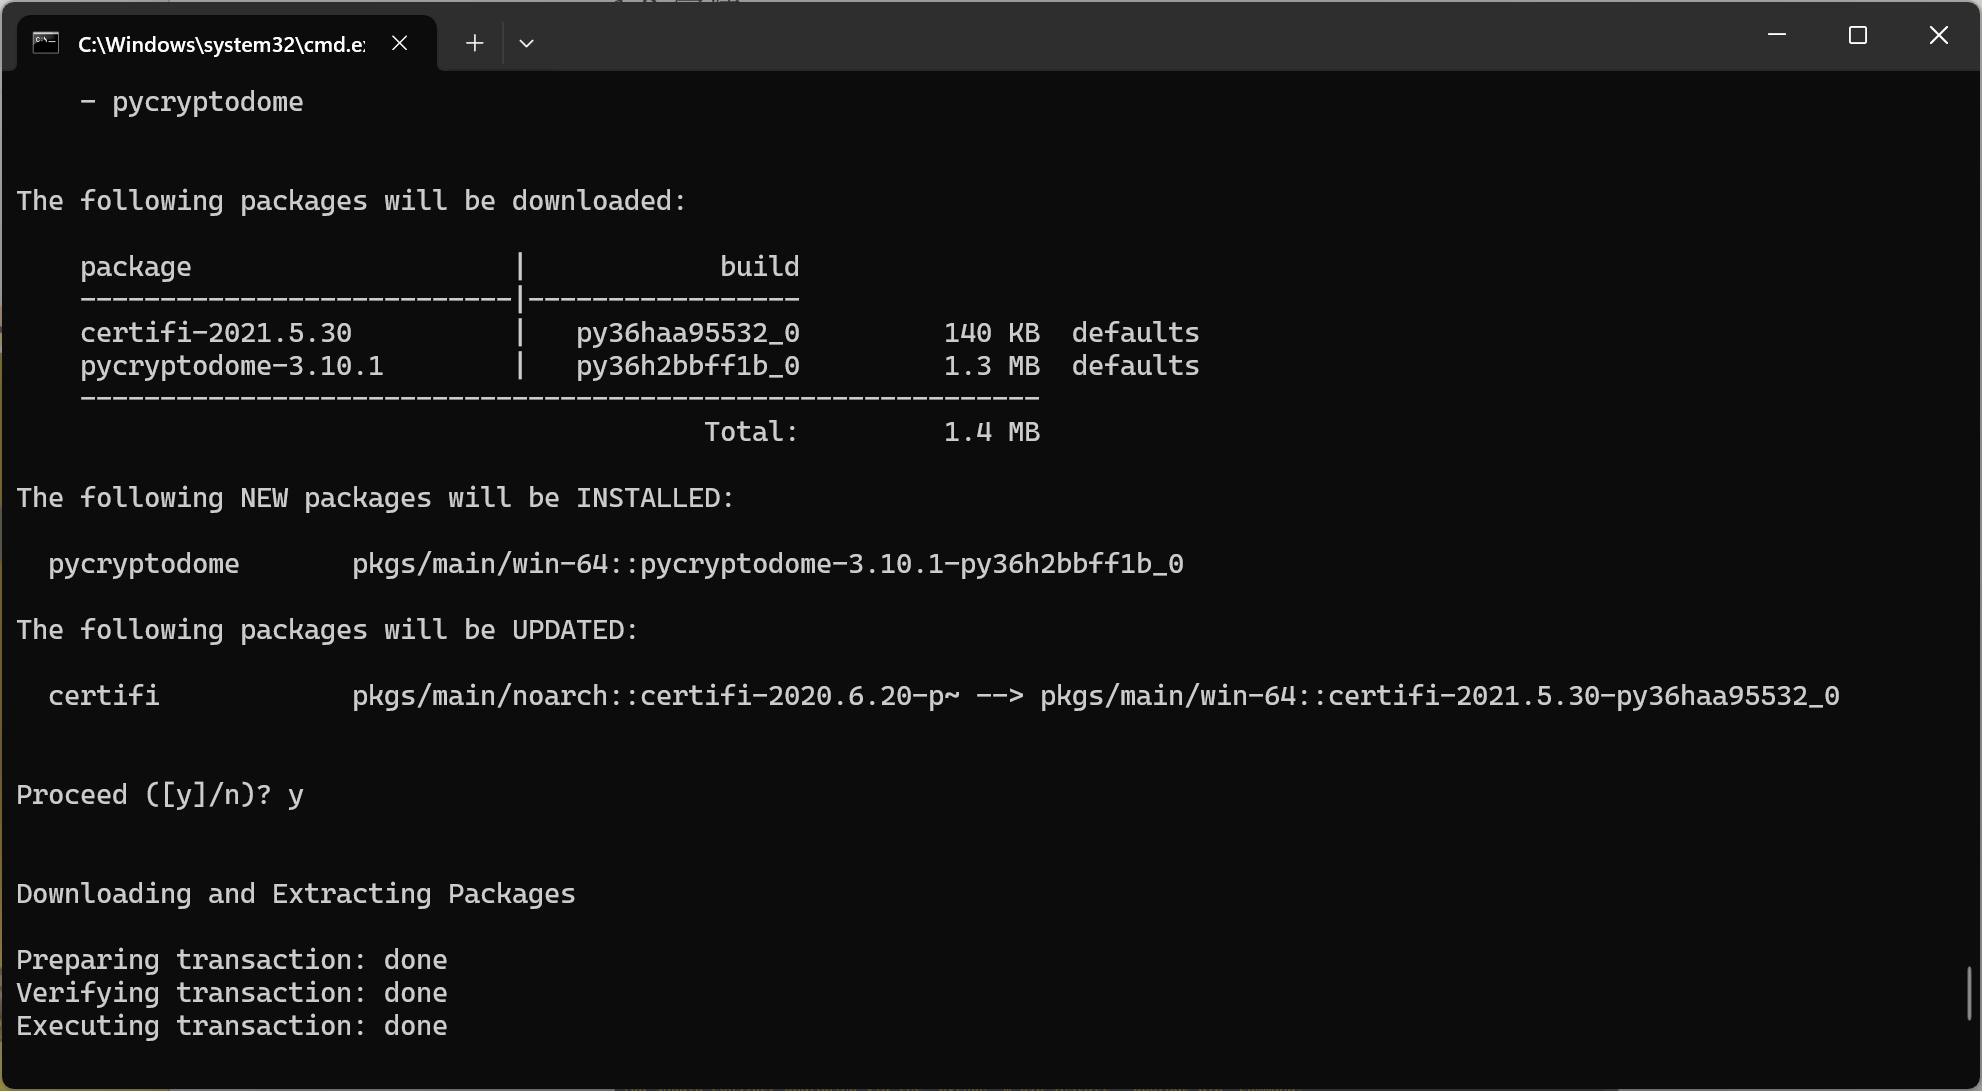 C:\Windows\system32\cmd.e
- pycryptodome
The following packages will be downloaded:
package | build
---------------------------|-----------------
certifi-2021.5.30 | py36haa95532_0 140 KB defaults
pycryptodome-3.10.1 | py36h2bbff1b_0 1.3 MB defaults
------------------------------------------------------------
Total: 1.4 MB
The following NEW packages will be INSTALLED:
pycryptodome pkgs/main/win-64::pycryptodome-3.10.1-py36h2bbff1b_0
The following packages will be UPDATED:
certifi pkgs/main/noarch::certifi-2020.6.20-p~ --> pkgs/main/win-64::certifi-2021.5.30-py36haa95532_0
Proceed ([y]/n)? y
Downloading and Extracting Packages
Preparing transaction: done
Verifying transaction: done
Executing transaction: done